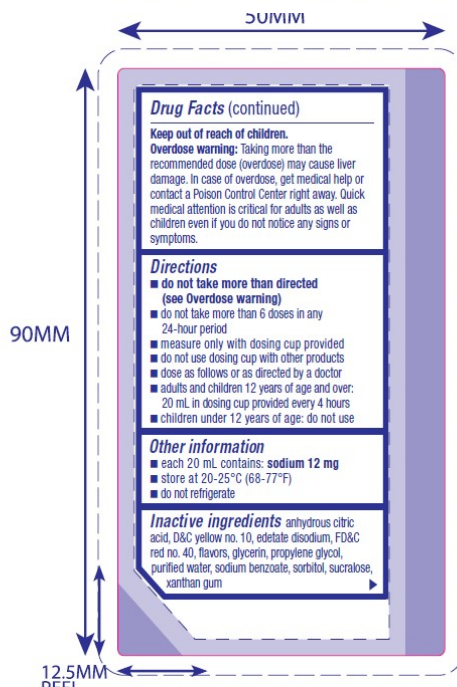 50MM
Drug Facts (continued)
Keep out of reach of children.
Overdose warning: Taking more than the
recommended dose (overdose) may cause liver
damage. In case of overdose, get medical help or
contact a Poison Control Center right away. Quick
medical attention is critical for adults as well as
children even if you do not notice any signs or
symptoms.
Directions
■ do not take more than directed
(see Overdose warning)
■ do not take more than 6 doses in any
24-hour period
■ measure only with dosing cup provided
■ do not use dosing cup with other products
■ dose as follows or as directed by a doctor
■ adults and children 12 years of age and over:
20 mL in dosing cup provided every 4 hours
■ children under 12 years of age: do not use
90MM
Other information
■ each 20 mL contains: sodium 12 mg
■ store at 20-25°C (68-77°F)
■ do not refrigerate
Inactive ingredients anhydrous citric
acid, D&C yellow no. 10, edetate disodium, FD&C
red no. 40, flavors, glycerin, propylene glycol,
purified water, sodium benzoate, sorbitol, sucralose,
xanthan gum
12.5MM
PEEL